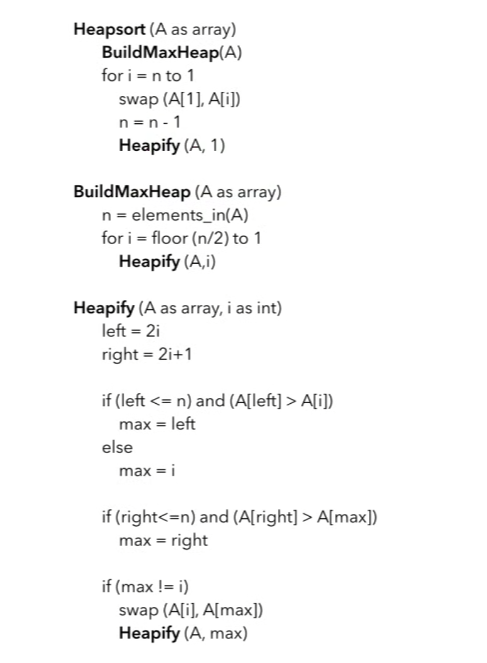 Heapsort (A as array)
BuildMaxHeap(A)
for i = n to 1
swap (A[1], A[i])
n = n - 1
Heapify (A, 1)
BuildMaxHeap (A as array)
n = elements_in(A)
for i = floor (n/2) to 1
Heapify (A,i)
Heapify (A as array, i as int)
left = 2i
right = 2i+1
if (left <= n) and (A[left] > A[i])
max = left
else
max = i
if (right<=n) and (A[right] > A[max])
max = right
if (max != i)
swap (A[i], A[max])
Heapify (A, max)